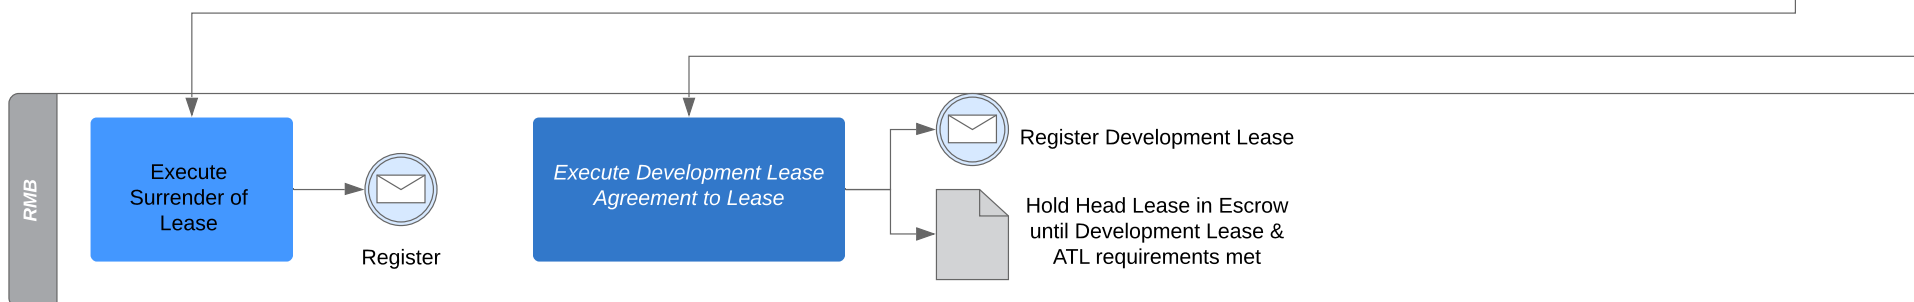 RMB
Execute
Surrender of
Lease
Register
Execute Development Lease
Agreement to Lease
Register Development Lease
Hold Head Lease in Escrow
until Development Lease &
ATL requirements met